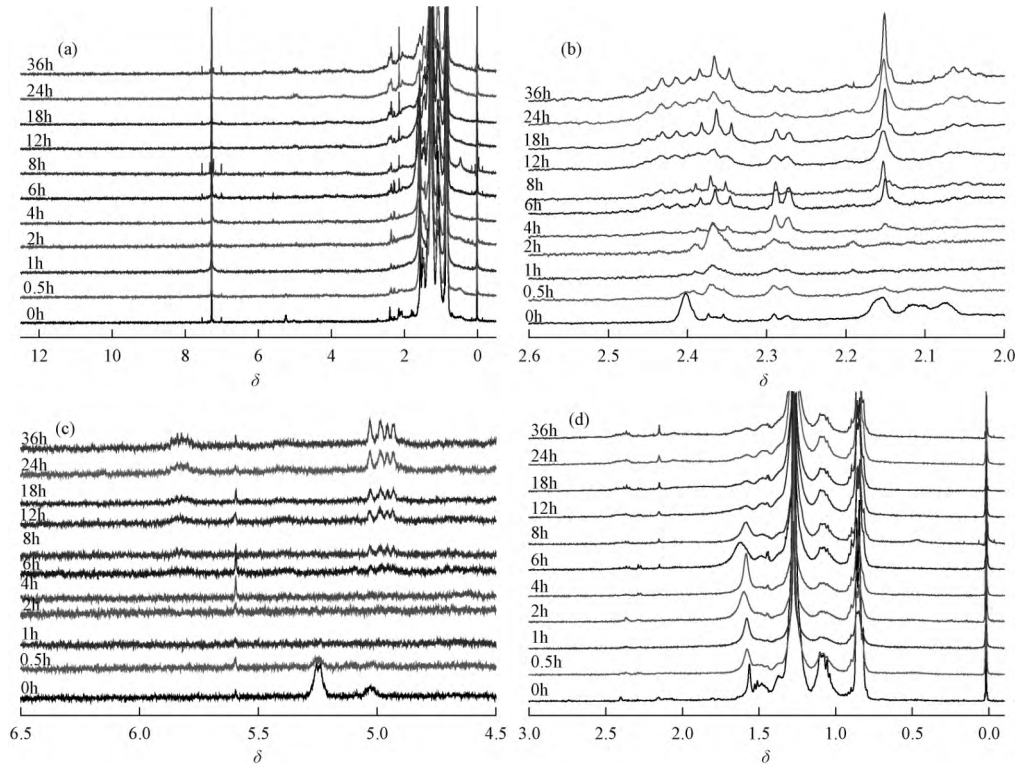 (a)
36h
24h
18h
12h
8h
6h
4h
2h
1h
0.5h
0h
12 10 8 6 4 2 0
δ
(b)
36h
24h
18h
12h
8h
6h
4h
2h
1h
0.5h
0h
2.6 2.5 2.4 2.3 2.2 2.1 2.0
δ
(c)
36h
24h
18h
12h
8h
6h
4h
2h
1h
0.5h
0h
6.5 6.0 5.5 5.0 4.5
δ
(d)
36h
24h
18h
12h
8h
6h
4h
2h
1h
0.5h
0h
3.0 2.5 2.0 1.5 1.0 0.5 0.0
δ